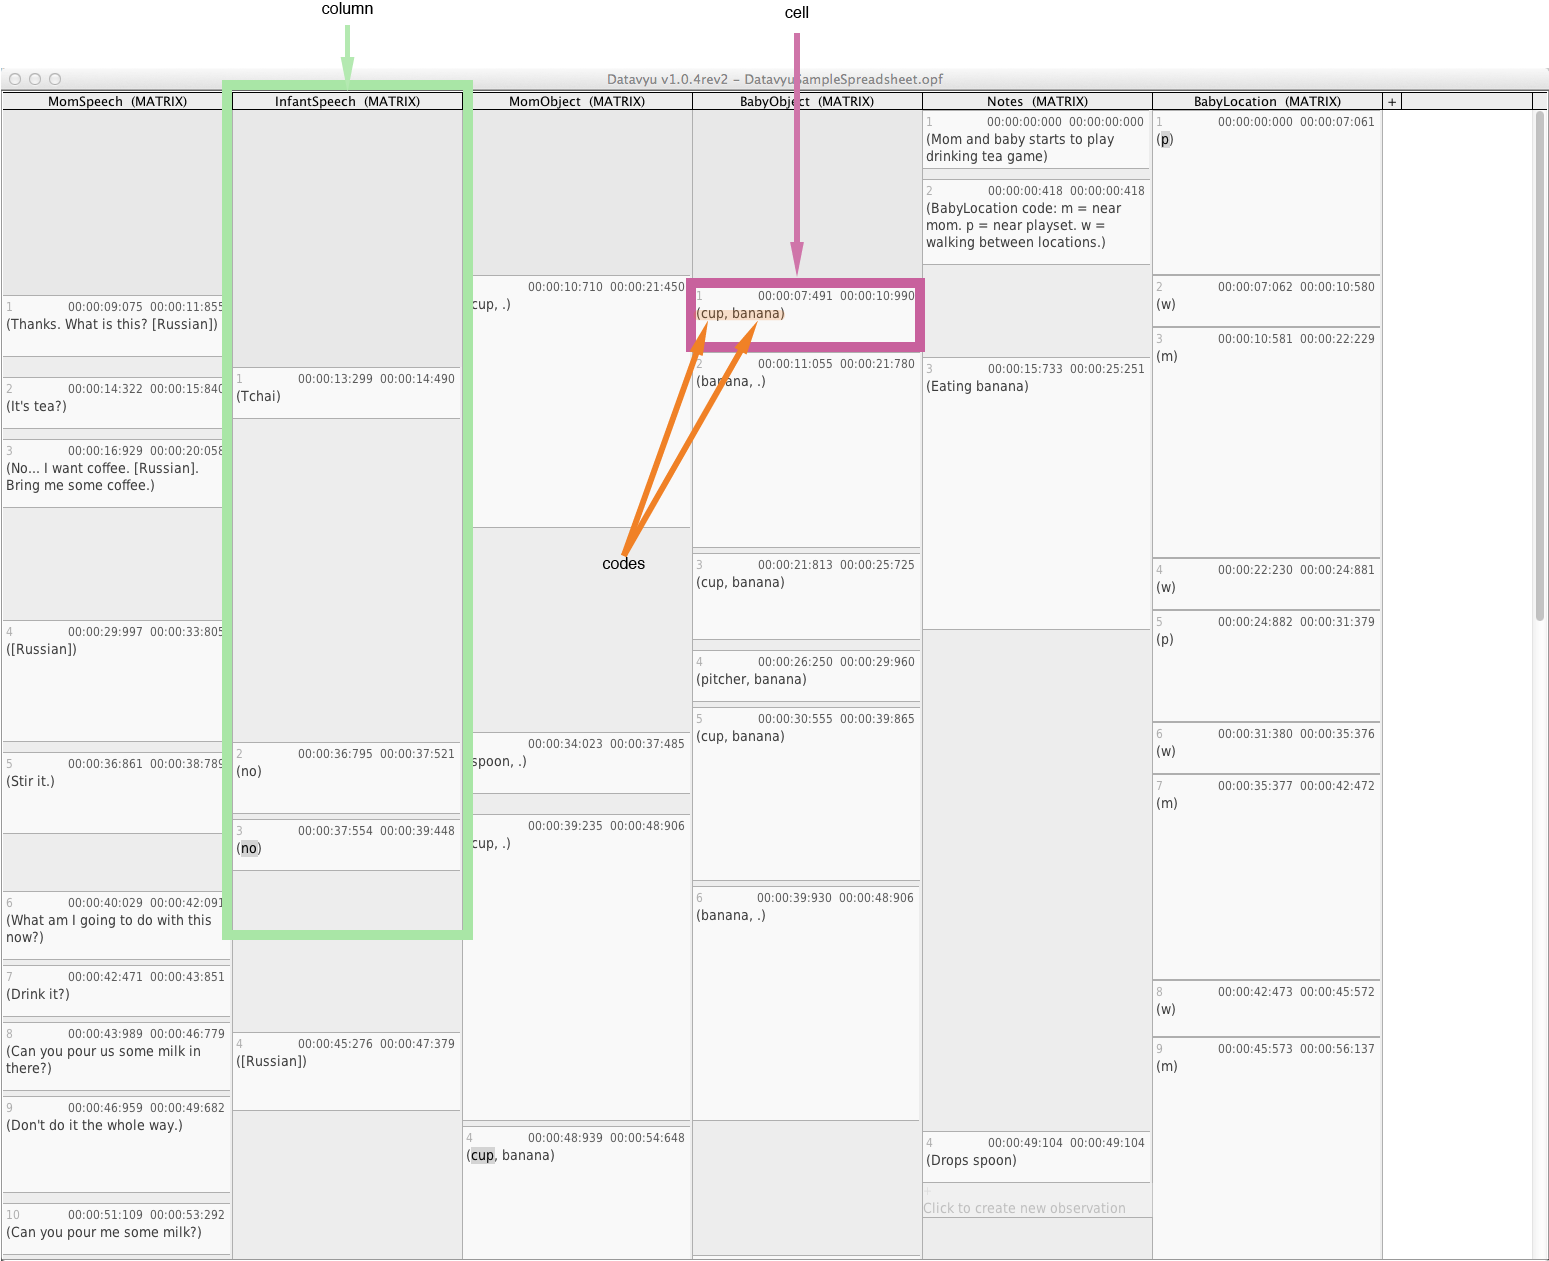 column
cell
Datavyu v1.0.4rev2 – DatavyuSampleSpreadsheet.opf
MomSpeech (MATRIX)
InfantSpeech (MATRIX)
MomObject (MATRIX)
BabyObject (MATRIX)
Notes (MATRIX)
BabyLocation (MATRIX)
+
1 00:00:09:075 00:00:11:855
(Thanks. What is this? [Russian])
2 00:00:14:322 00:00:15:840
(It's tea?)
3 00:00:16:929 00:00:20:058
(No... I want coffee. [Russian].
Bring me some coffee.)
4 00:00:29:997 00:00:33:805
([Russian])
5 00:00:36:861 00:00:38:789
(Stir it.)
6 00:00:40:029 00:00:42:091
(What am I going to do with this
now?)
7 00:00:42:471 00:00:43:851
(Drink it?)
8 00:00:43:989 00:00:46:779
(Can you pour us some milk in
there?)
9 00:00:46:959 00:00:49:682
(Don't do it the whole way.)
10 00:00:51:109 00:00:53:292
(Can you pour me some milk?)
1 00:00:13:299 00:00:14:490
(Tchai)
2 00:00:36:795 00:00:37:521
(no)
3 00:00:37:554 00:00:39:448
(no)
4 00:00:45:276 00:00:47:379
([Russian])
00:00:10:710 00:00:21:450
cup, .)
00:00:34:023 00:00:37:485
spoon, .)
00:00:39:235 00:00:48:906
cup, .)
4 00:00:48:939 00:00:54:648
(cup, banana)
1 00:00:07:491 00:00:10:990
(cup, banana)
2 00:00:11:055 00:00:21:780
(banana, .)
codes
3 00:00:21:813 00:00:25:725
(cup, banana)
4 00:00:26:250 00:00:29:960
(pitcher, banana)
5 00:00:30:555 00:00:39:865
(cup, banana)
6 00:00:39:930 00:00:48:906
(banana, .)
1 00:00:00:000 00:00:00:000
(Mom and baby starts to play
drinking tea game)
2 00:00:00:418 00:00:00:418
(BabyLocation code: m = near
mom. p = near playset. w =
walking between locations.)
3 00:00:15:733 00:00:25:251
(Eating banana)
4 00:00:49:104 00:00:49:104
(Drops spoon)
+
Click to create new observation
1 00:00:00:000 00:00:07:061
(p)
2 00:00:07:062 00:00:10:580
(w)
3 00:00:10:581 00:00:22:229
(m)
4 00:00:22:230 00:00:24:881
(w)
5 00:00:24:882 00:00:31:379
(p)
6 00:00:31:380 00:00:35:376
(w)
7 00:00:35:377 00:00:42:472
(m)
8 00:00:42:473 00:00:45:572
(w)
9 00:00:45:573 00:00:56:137
(m)